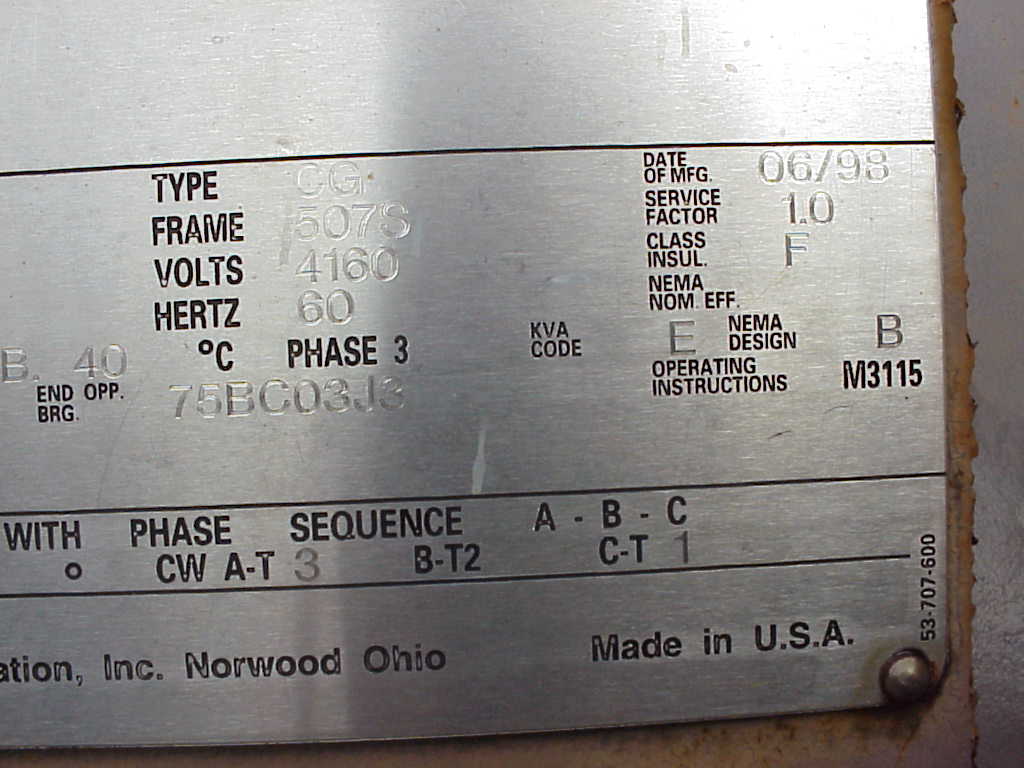 TYPE CG
FRAME 507S
VOLTS 4160
HERTZ 60
B. 40 °C PHASE 3
END OPP. BRG. 75BC03J3
DATE OF MFG. 06/98
SERVICE FACTOR 1.0
CLASS INSUL. F
NEMA NOM. EFF.
KVA CODE E NEMA DESIGN B
OPERATING INSTRUCTIONS M3115
WITH PHASE SEQUENCE A - B - C
CW A-T 3 B-T2 C-T 1
ation, Inc. Norwood Ohio Made in U.S.A.
53-707-600